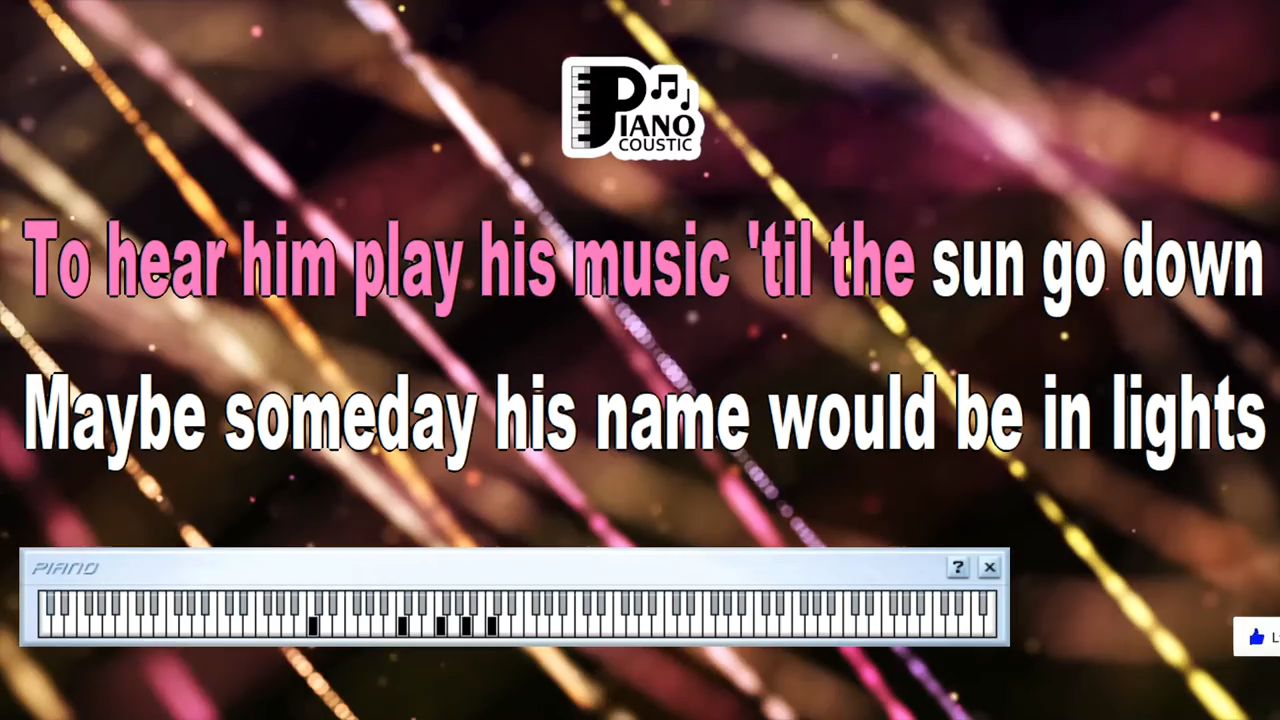 PIANO
COUSTIC
To hear him play his music 'til the sun go down
Maybe someday his name would be in lights
PIANO
?
L